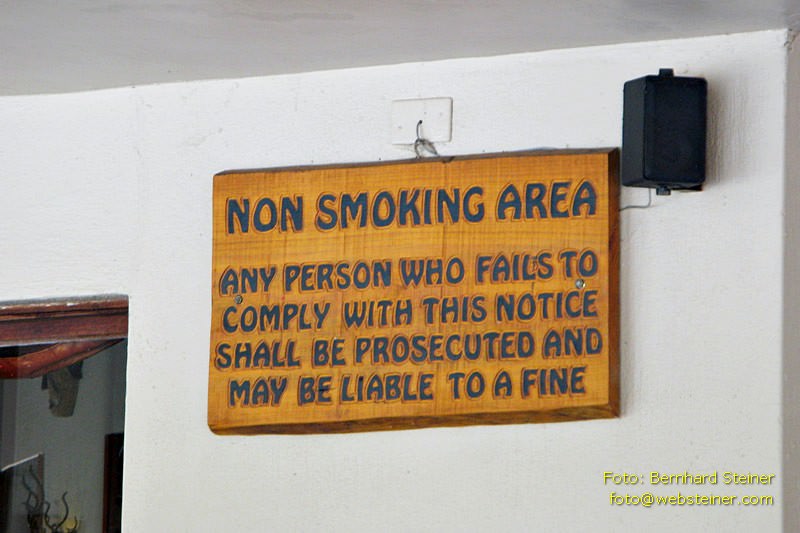 NON SMOKING AREA
ANY PERSON WHO FAILS TO
COMPLY WITH THIS NOTICE
SHALL BE PROSECUTED AND
MAY BE LIABLE TO A FINE
Foto: Bernhard Steiner
foto@websteiner.com